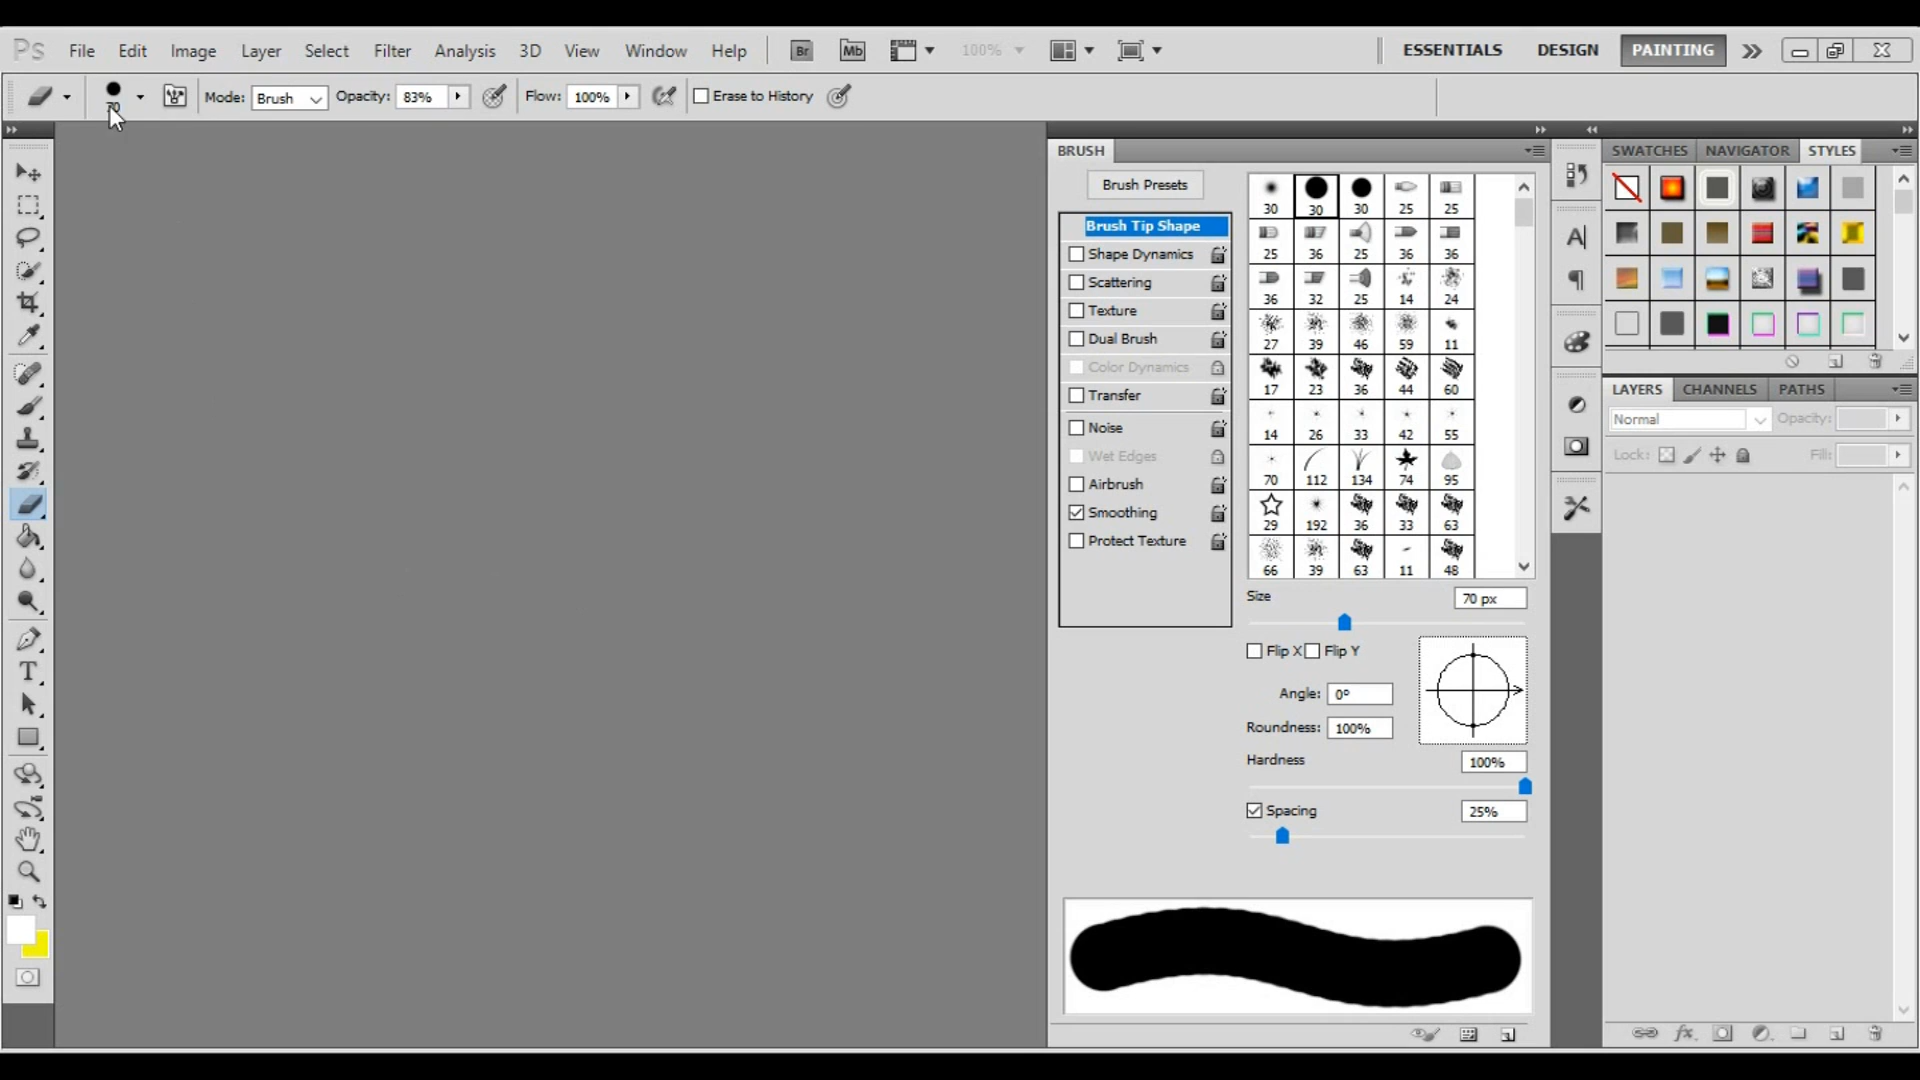 Ps File Edit Image Layer Select Filter Analysis 3D View Window Help Br Mb 100% ESSENTIALS DESIGN PAINTING
70 Mode: Brush Opacity: 83% Flow: 100% Erase to History
BRUSH
SWATCHES NAVIGATOR STYLES
Brush Presets
Brush Tip Shape
Shape Dynamics
Scattering
Texture
Dual Brush
Color Dynamics
Transfer
Noise
Wet Edges
Airbrush
Smoothing
Protect Texture
30 30 30 25 25
25 36 25 36 36
36 32 25 14 24
27 39 46 59 11
17 23 36 44 60
14 26 33 42 55
70 112 134 74 95
29 192 36 33 63
66 39 63 11 48
Size 70 px
Flip X Flip Y
Angle: 0°
Roundness: 100%
Hardness 100%
Spacing 25%
LAYERS CHANNELS PATHS
Normal Opacity:
Lock: Fill:
A
T
fx